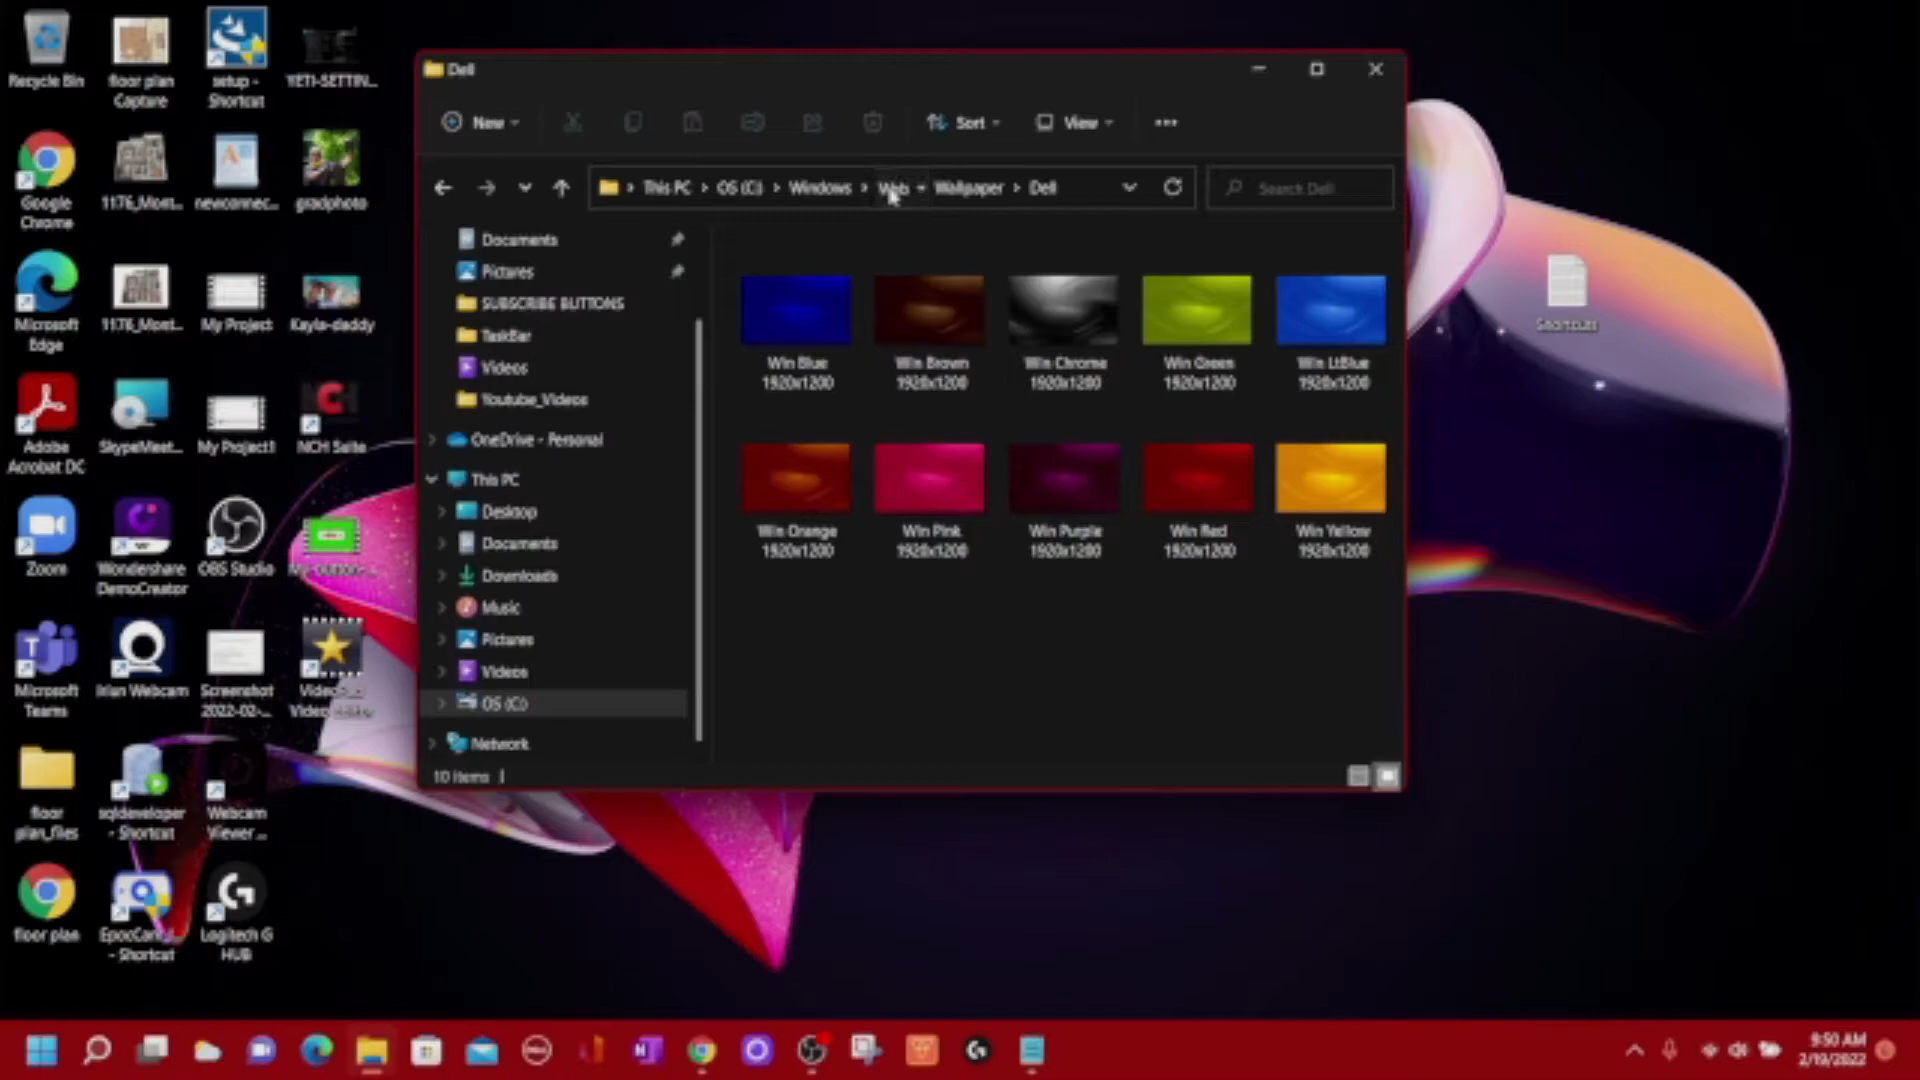 Recycle Bin
floor plan
Capture
setup -
Shortcut
YETI-SETTIN...
Google
Chrome
1176_Mont...
newconnec...
gradphoto
Microsoft
Edge
1176_Mont...
My Project
Kayla-daddy
Adobe
Acrobat DC
SkypeMeet...
My Project1
NCH Suite
Zoom
Wondershare
DemoCreator
OBS Studio
Microsoft
Teams
Iriun Webcam
Screenshot
2022-02-...
floor
plan_files
sqldeveloper
- Shortcut
Webcam
Viewer ...
floor plan
- Shortcut
Logitech G
HUB
Dell
New
Sort
View
This PC
OS (C:)
Windows
Web
Wallpaper
Dell
Search Dell
Documents
Pictures
SUBSCRIBE BUTTONS
TaskBar
Videos
Youtube_Videos
OneDrive - Personal
This PC
Desktop
Documents
Downloads
Music
Pictures
Videos
OS (C:)
Network
10 items
Win Blue
1920x1200
Win Brown
1920x1200
Win Chrome
1920x1200
Win Green
1920x1200
Win LtBlue
1920x1200
Win Orange
1920x1200
Win Pink
1920x1200
Win Purple
1920x1200
Win Red
1920x1200
Win Yellow
1920x1200
Shortcuts
9:50 AM
2/19/2022